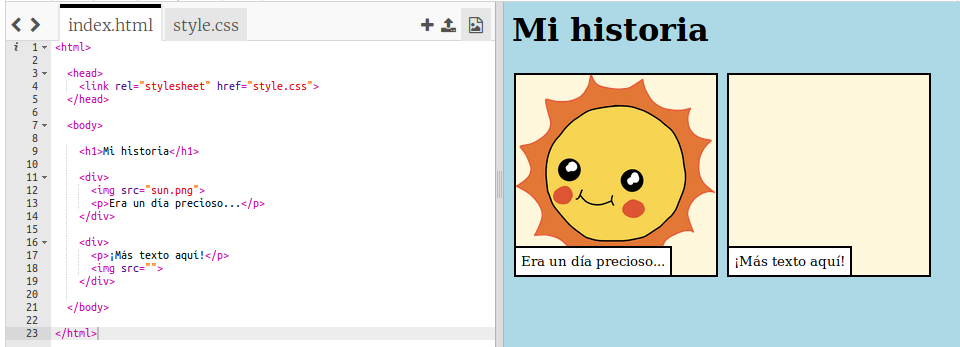 index.html style.css
i 1 <html>
2
3 <head>
4 <link rel="stylesheet" href="style.css">
5 </head>
6
7 <body>
8
9 <h1>Mi historia</h1>
10
11 <div>
12 <img src="sun.png">
13 <p>Era un día precioso...</p>
14 </div>
15
16 <div>
17 <p>¡Más texto aquí!</p>
18 <img src="">
19 </div>
20
21 </body>
22
23 </html>
Mi historia
Era un día precioso...
¡Más texto aquí!